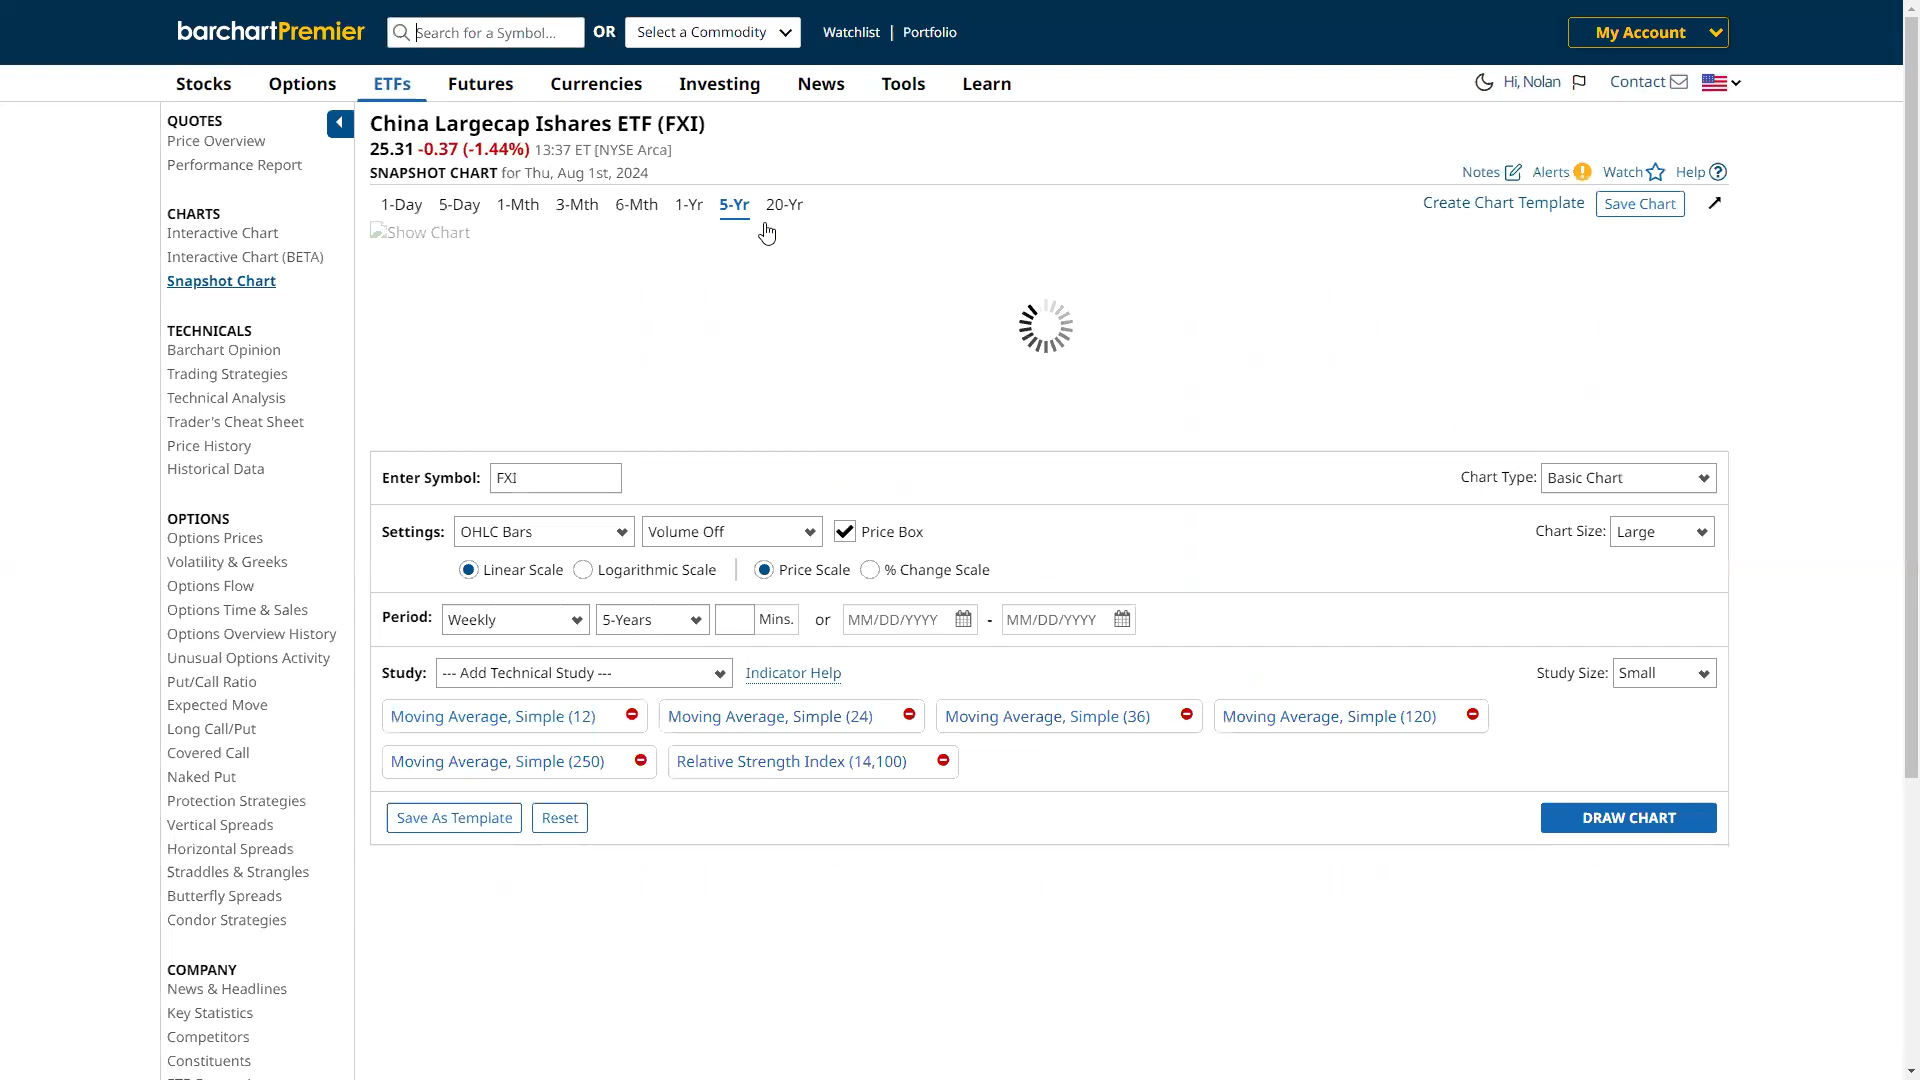 barchartPremier
Search for a Symbol...
OR
Select a Commodity
Watchlist | Portfolio
My Account
Stocks Options ETFs Futures Currencies Investing News Tools Learn
Hi, Nolan
Contact
QUOTES
Price Overview
Performance Report
CHARTS
Interactive Chart
Interactive Chart (BETA)
Snapshot Chart
TECHNICALS
Barchart Opinion
Trading Strategies
Technical Analysis
Trader's Cheat Sheet
Price History
Historical Data
OPTIONS
Options Prices
Volatility & Greeks
Options Flow
Options Time & Sales
Options Overview History
Unusual Options Activity
Put/Call Ratio
Expected Move
Long Call/Put
Covered Call
Naked Put
Protection Strategies
Vertical Spreads
Horizontal Spreads
Straddles & Strangles
Butterfly Spreads
Condor Strategies
COMPANY
News & Headlines
Key Statistics
Competitors
Constituents
China Largecap Ishares ETF (FXI)
25.31 -0.37 (-1.44%) 13:37 ET [NYSE Arca]
SNAPSHOT CHART for Thu, Aug 1st, 2024
Notes Alerts Watch Help
1-Day 5-Day 1-Mth 3-Mth 6-Mth 1-Yr 5-Yr 20-Yr
Create Chart Template Save Chart
Show Chart
Enter Symbol: FXI
Chart Type: Basic Chart
Settings: OHLC Bars Volume Off Price Box
Chart Size: Large
Linear Scale Logarithmic Scale | Price Scale % Change Scale
Period: Weekly 5-Years Mins. or MM/DD/YYYY - MM/DD/YYYY
Study: --- Add Technical Study --- Indicator Help
Study Size: Small
Moving Average, Simple (12) Moving Average, Simple (24) Moving Average, Simple (36) Moving Average, Simple (120)
Moving Average, Simple (250) Relative Strength Index (14,100)
Save As Template Reset
DRAW CHART